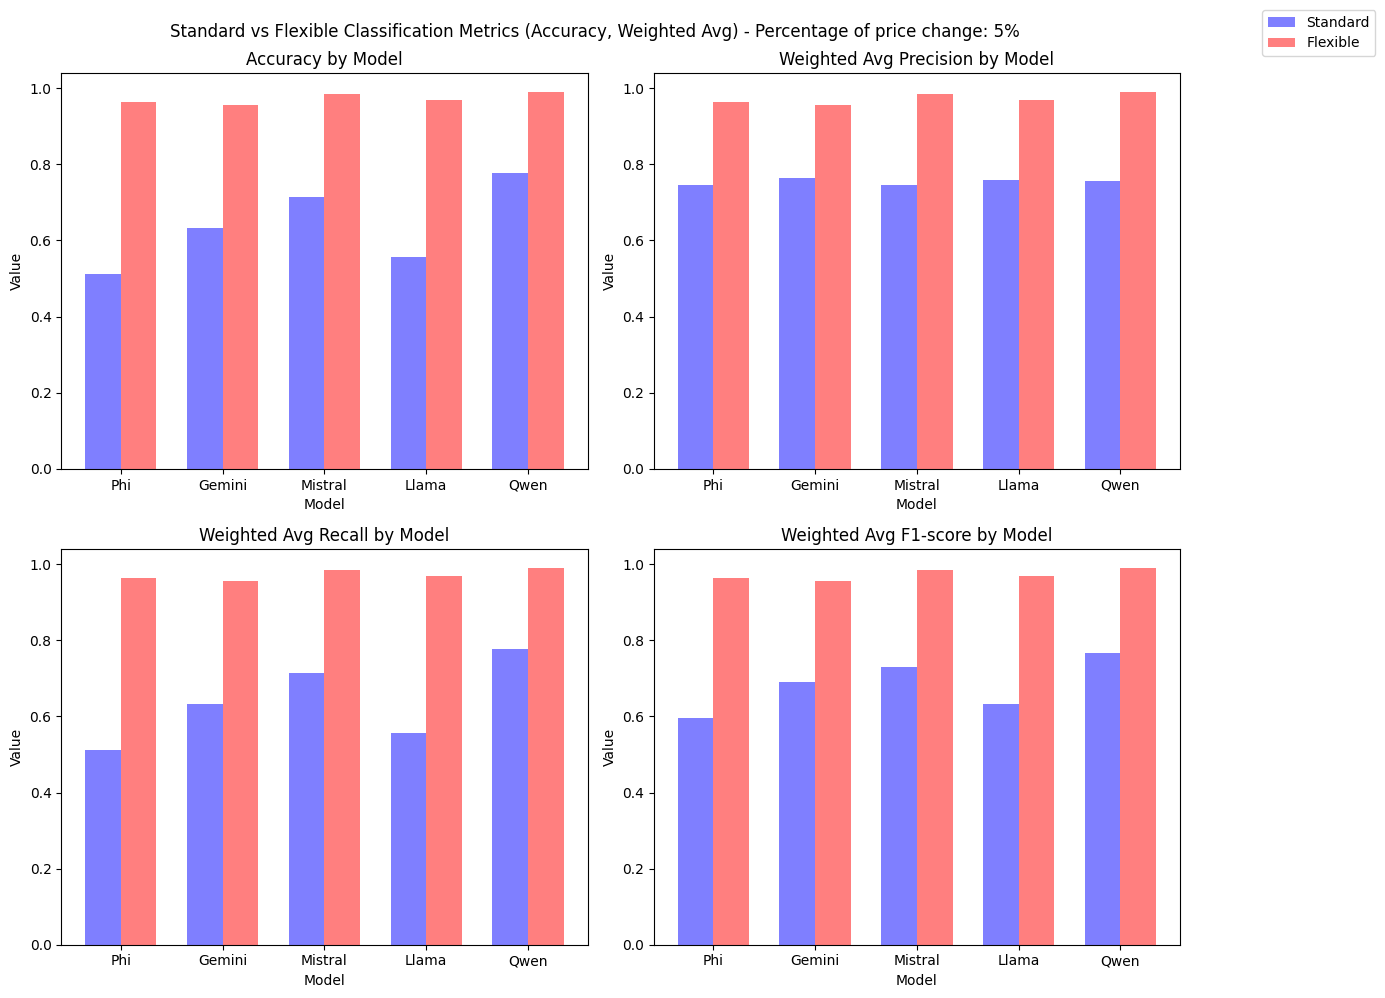 Standard vs Flexible Classification Metrics (Accuracy, Weighted Avg) - Percentage of price change: 5%
Standard
Flexible
Accuracy by Model
1.0
0.8
0.6
0.4
0.2
0.0
Value
Phi Gemini Mistral Llama Qwen
Model
Weighted Avg Precision by Model
1.0
0.8
0.6
0.4
0.2
0.0
Value
Phi Gemini Mistral Llama Qwen
Model
Weighted Avg Recall by Model
1.0
0.8
0.6
0.4
0.2
0.0
Value
Phi Gemini Mistral Llama Qwen
Model
Weighted Avg F1-score by Model
1.0
0.8
0.6
0.4
0.2
0.0
Value
Phi Gemini Mistral Llama Qwen
Model